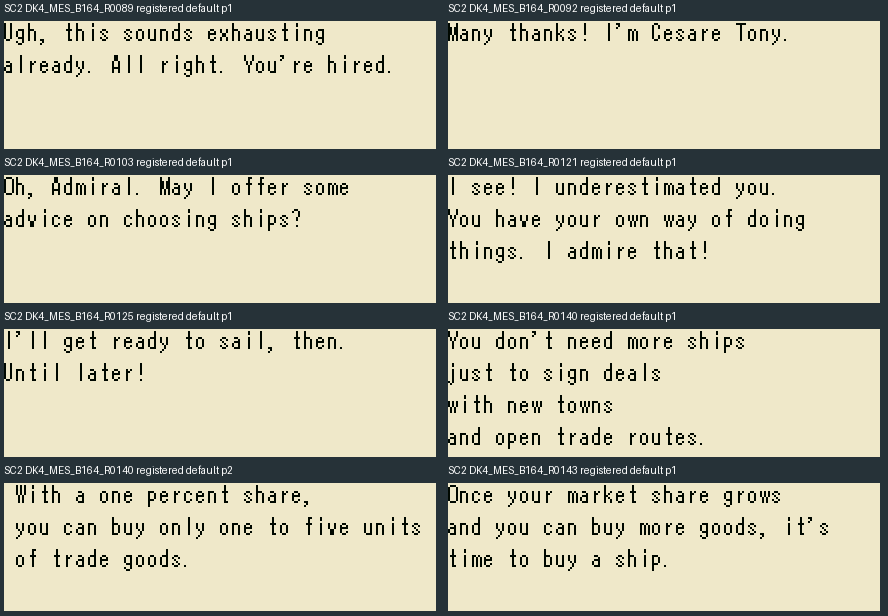 SC2 DK4_MES_B164_R0089 registered default p1
Ugh, this sounds exhausting
already. All right. You're hired.
SC2 DK4_MES_B164_R0092 registered default p1
Many thanks! I'm Cesare Tony.
SC2 DK4_MES_B164_R0103 registered default p1
Oh, Admiral. May I offer some
advice on choosing ships?
SC2 DK4_MES_B164_R0121 registered default p1
I see! I underestimated you.
You have your own way of doing
things. I admire that!
SC2 DK4_MES_B164_R0125 registered default p1
I'll get ready to sail, then.
Until later!
SC2 DK4_MES_B164_R0140 registered default p1
You don't need more ships
just to sign deals
with new towns
and open trade routes.
SC2 DK4_MES_B164_R0140 registered default p2
With a one percent share,
you can buy only one to five units
of trade goods.
SC2 DK4_MES_B164_R0143 registered default p1
Once your market share grows
and you can buy more goods, it's
time to buy a ship.